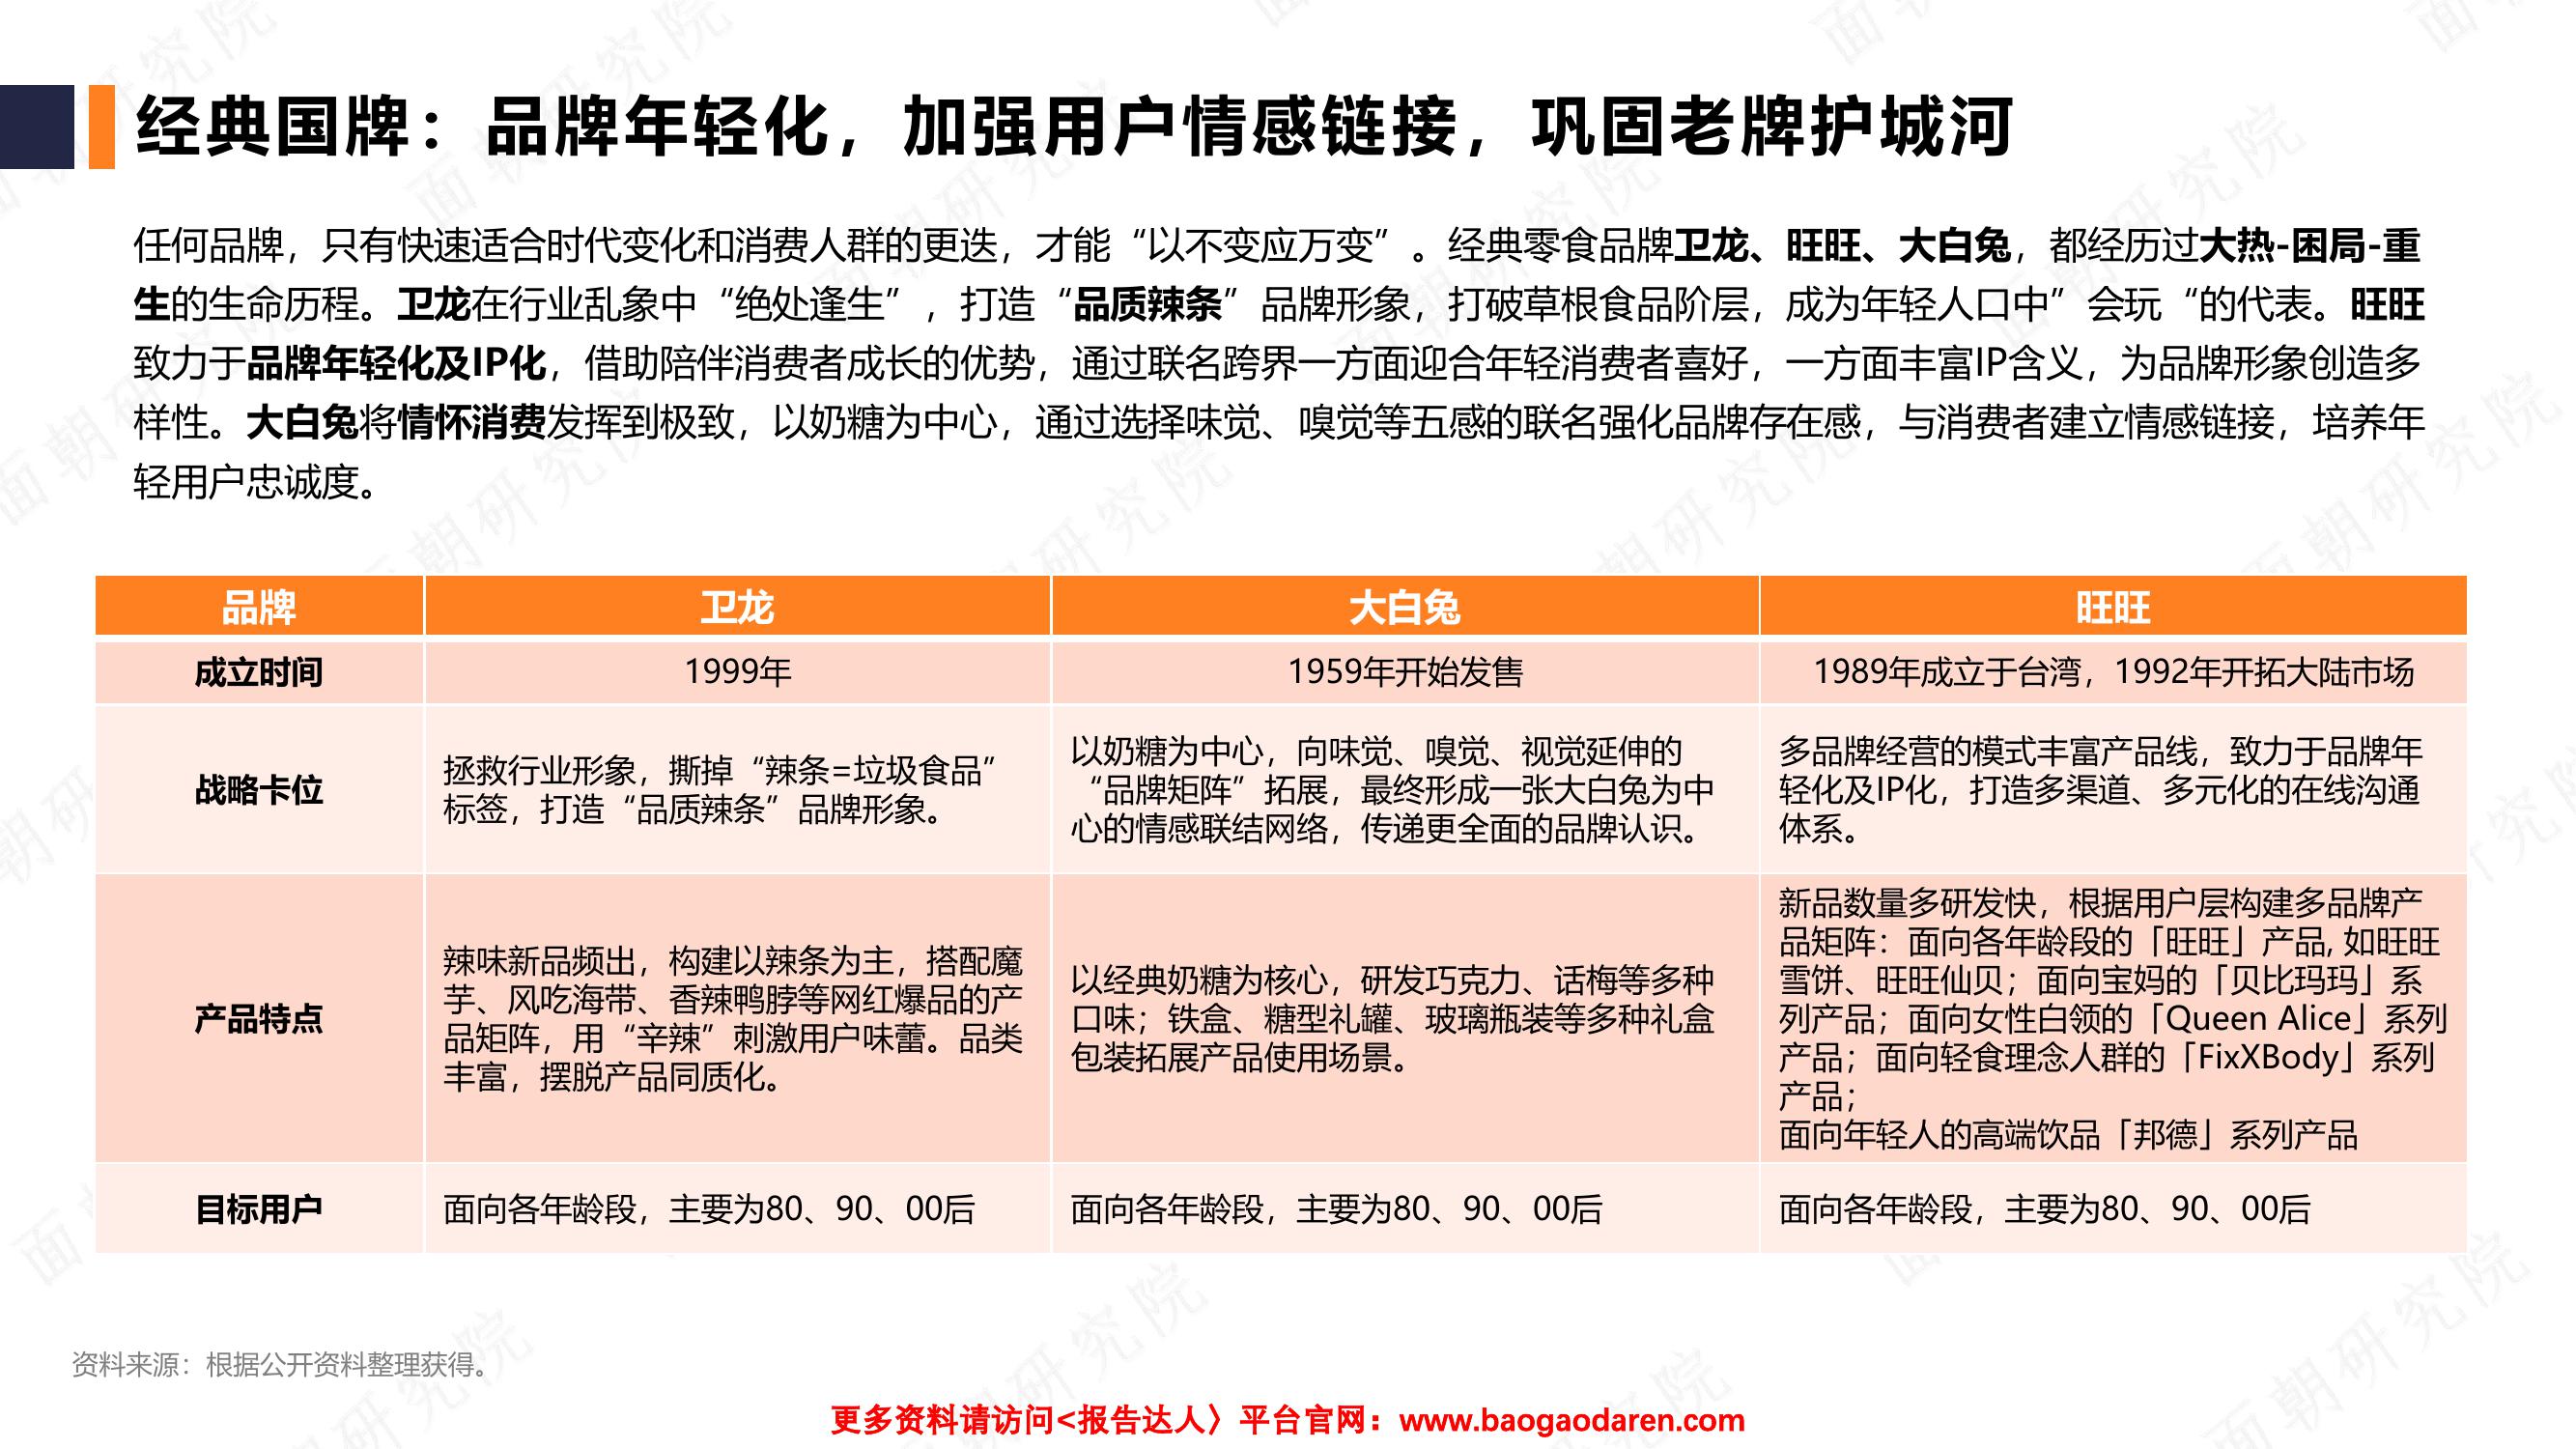 经典国牌：品牌年轻化，加强用户情感链接，巩固老牌护城河
任何品牌，只有快速适合时代变化和消费人群的更迭，才能“以不变应万变”。经典零食品牌卫龙、旺旺、大白兔，都经历过大热-困局-重
生的生命历程。卫龙在行业乱象中“绝处逢生”，打造“品质辣条”品牌形象，打破草根食品阶层，成为年轻人口中”会玩“的代表。旺旺
致力于品牌年轻化及IP化，借助陪伴消费者成长的优势，通过联名跨界一方面迎合年轻消费者喜好，一方面丰富IP含义，为品牌形象创造多
样性。大白兔将情怀消费发挥到极致，以奶糖为中心，通过选择味觉、嗅觉等五感的联名强化品牌存在感，与消费者建立情感链接，培养年
轻用户忠诚度。
品牌 卫龙 大白兔 旺旺
成立时间 1999年 1959年开始发售 1989年成立于台湾，1992年开拓大陆市场
战略卡位
拯救行业形象，撕掉“辣条=垃圾食品”
标签，打造“品质辣条”品牌形象。
以奶糖为中心，向味觉、嗅觉、视觉延伸的
“品牌矩阵”拓展，最终形成一张大白兔为中
心的情感联结网络，传递更全面的品牌认识。
多品牌经营的模式丰富产品线，致力于品牌年
轻化及IP化，打造多渠道、多元化的在线沟通
体系。
产品特点
辣味新品频出，构建以辣条为主，搭配魔
芋、风吃海带、香辣鸭脖等网红爆品的产
品矩阵，用“辛辣”刺激用户味蕾。品类
丰富，摆脱产品同质化。
以经典奶糖为核心，研发巧克力、话梅等多种
口味；铁盒、糖型礼罐、玻璃瓶装等多种礼盒
包装拓展产品使用场景。
新品数量多研发快，根据用户层构建多品牌产
品矩阵：面向各年龄段的「旺旺」产品, 如旺旺
雪饼、旺旺仙贝；面向宝妈的「贝比玛玛」系
列产品；面向女性白领的「Queen Alice」系列
产品；面向轻食理念人群的「FixXBody」系列
产品；
面向年轻人的高端饮品「邦德」系列产品
目标用户 面向各年龄段，主要为80、90、00后 面向各年龄段，主要为80、90、00后 面向各年龄段，主要为80、90、00后
资料来源：根据公开资料整理获得。
更多资料请访问<报告达人〉平台官网：www.baogaodaren.com
面朝研究院